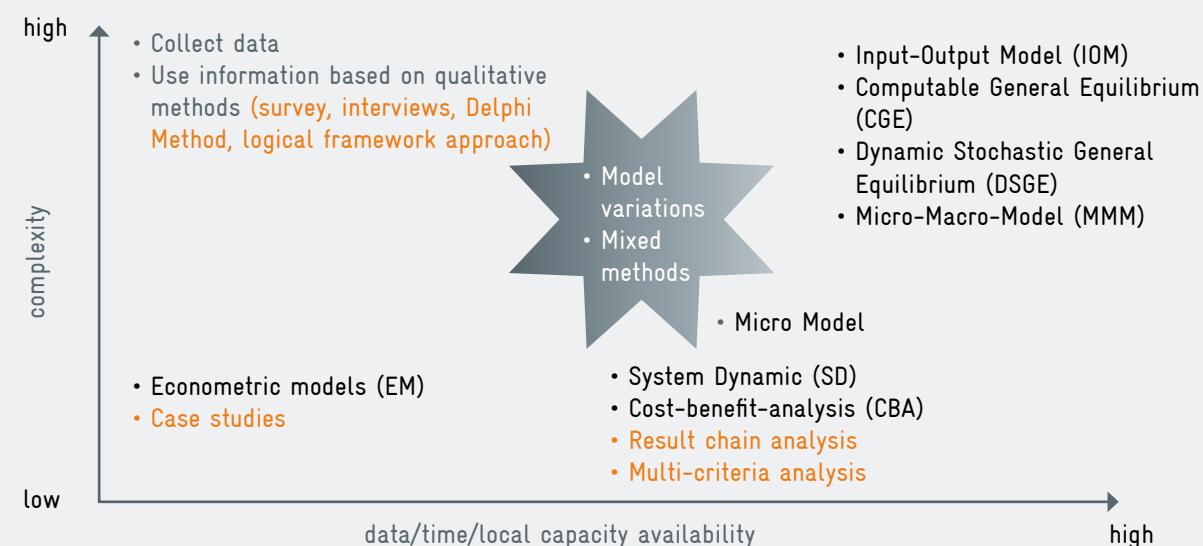 high
• Collect data
• Use information based on qualitative
methods (survey, interviews, Delphi
Method, logical framework approach)
• Input-Output Model (IOM)
• Computable General Equilibrium
(CGE)
• Dynamic Stochastic General
Equilibrium (DSGE)
• Micro-Macro-Model (MMM)
• Model
variations
• Mixed
methods
complexity
• Micro Model
• Econometric models (EM)
• Case studies
• System Dynamic (SD)
• Cost-benefit-analysis (CBA)
• Result chain analysis
• Multi-criteria analysis
low
data/time/local capacity availability
high